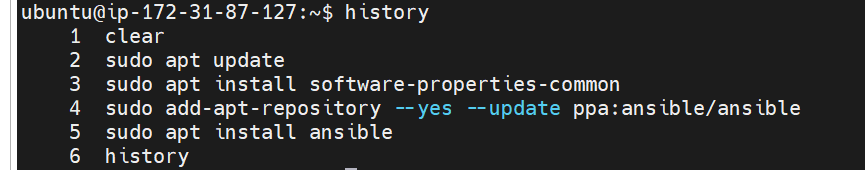 ubuntu@ip-172-31-87-127:~$ history
1 clear
2 sudo apt update
3 sudo apt install software-properties-common
4 sudo add-apt-repository --yes --update ppa:ansible/ansible
5 sudo apt install ansible
6 history